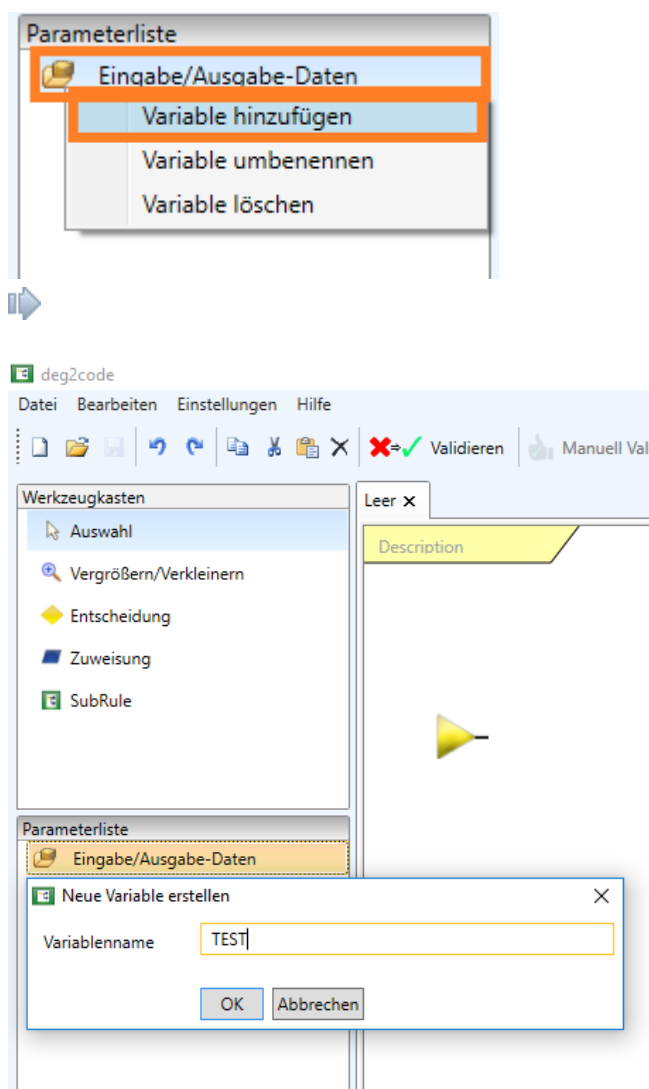 Parameterliste
Eingabe/Ausgabe-Daten
Variable hinzufügen
Variable umbenennen
Variable löschen
deg2code
Datei Bearbeiten Einstellungen Hilfe
Validieren Manuell Val
Werkzeugkasten
Auswahl
Vergrößern/Verkleinern
Entscheidung
Zuweisung
SubRule
Leer
Description
Parameterliste
Eingabe/Ausgabe-Daten
Neue Variable erstellen
Variablenname TEST
OK Abbrechen